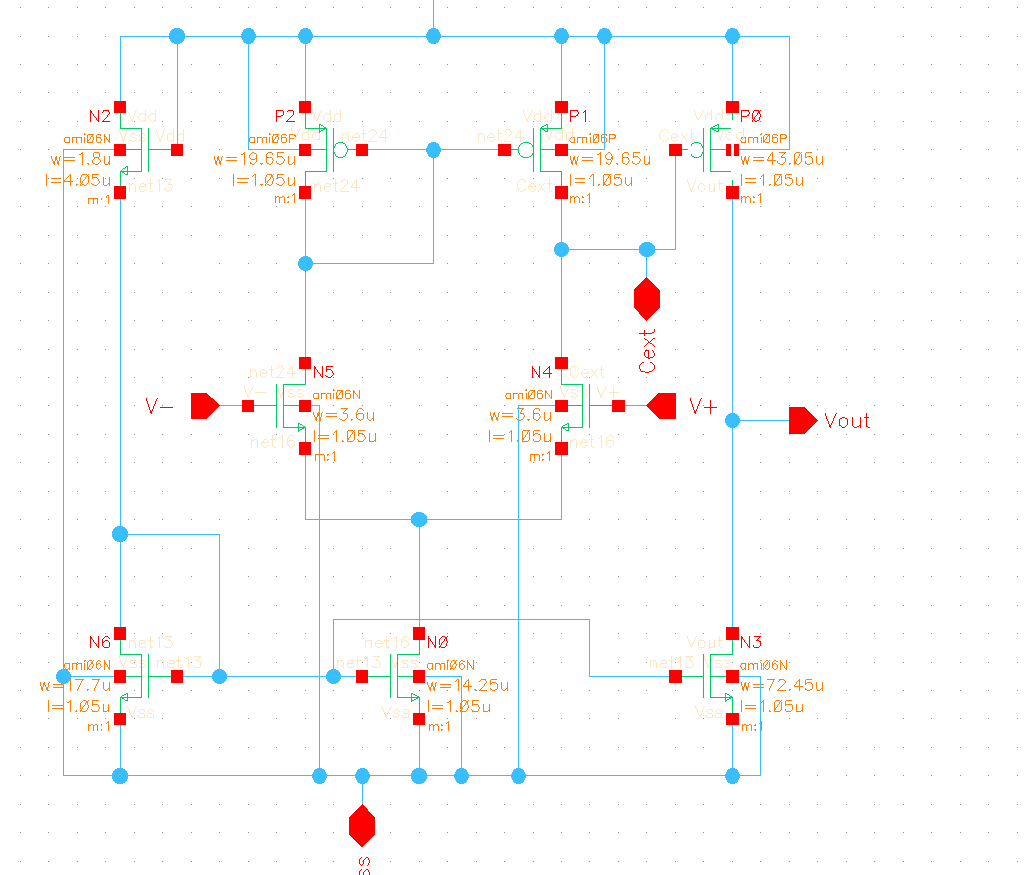 N2
Vdd
Vss
Vdd
ami06N
w=1.8u
l=4.05u
net13
m:1
P2
Vdd
net24
ami06P
w=19.65u
l=1.05u
net24
m:1
P1
Vdd
net24
Vdd
ami06P
w=19.65u
l=1.05u
Cext
m:1
P0
Vdd
Cext
Vdd
ami06P
w=43.05u
l=1.05u
Vout
m:1
Cext
V-
net24
N5
V-
Vss
ami06N
w=3.6u
l=1.05u
net16
m:1
N4
Cext
Vss
V+
ami06N
w=3.6u
l=1.05u
net16
m:1
V+
Vout
N6
net13
Vss
net13
ami06N
w=17.7u
l=1.05u
Vss
m:1
net16
N0
net13
Vss
ami06N
w=14.25u
l=1.05u
Vss
m:1
Vout
N3
net13
Vss
ami06N
w=72.45u
l=1.05u
Vss
m:1
ss